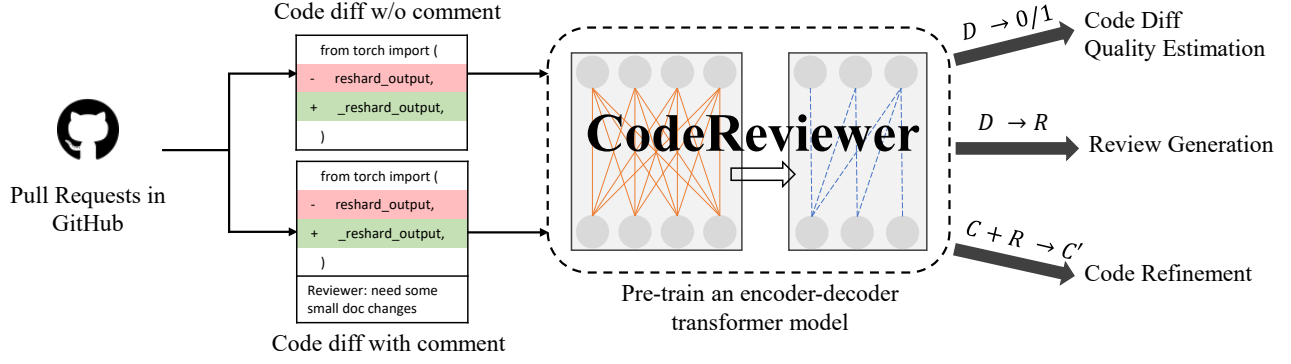 Code diff w/o comment
from torch import (
- reshard_output,
+ _reshard_output,
)
Pull Requests in
GitHub
from torch import (
- reshard_output,
+ _reshard_output,
)
Reviewer: need some
small doc changes
Code diff with comment
CodeReviewer
Pre-train an encoder-decoder
transformer model
D → 0/1
Code Diff
Quality Estimation
D → R
Review Generation
C + R → C′
Code Refinement